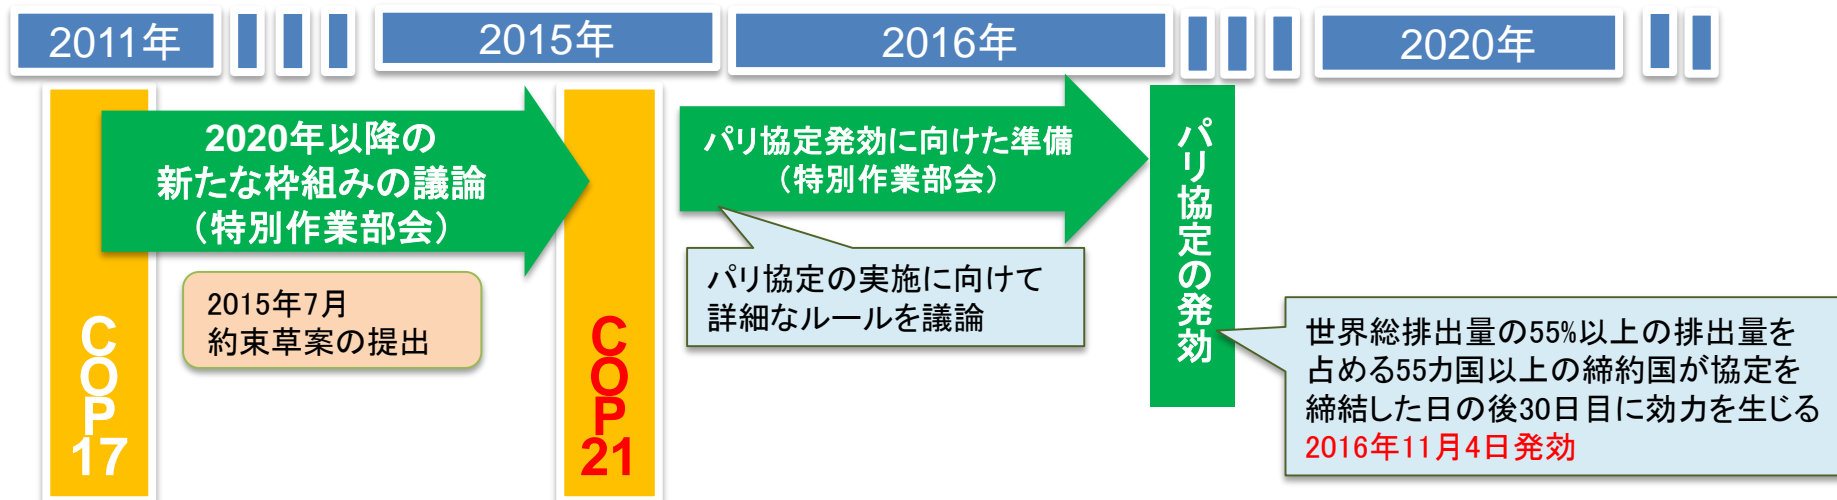 2011年
2015年
2016年
2020年
COP17
2020年以降の
新たな枠組みの議論
（特別作業部会）
2015年7月
約束草案の提出
COP21
パリ協定発効に向けた準備
（特別作業部会）
パリ協定の実施に向けて
詳細なルールを議論
パリ協定の発効
世界総排出量の55%以上の排出量を
占める55カ国以上の締約国が協定を
締結した日の後30日目に効力を生じる
2016年11月4日発効